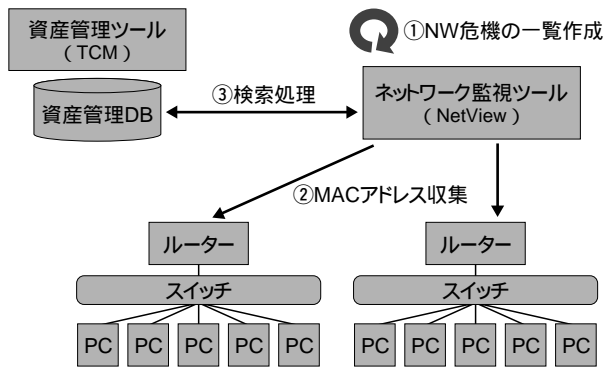 資産管理ツール
（TCM）
①NW危機の一覧作成
資産管理DB
③検索処理
ネットワーク監視ツール
（NetView）
②MACアドレス収集
ルーター
ルーター
スイッチ
スイッチ
PC PC PC PC PC
PC PC PC PC PC